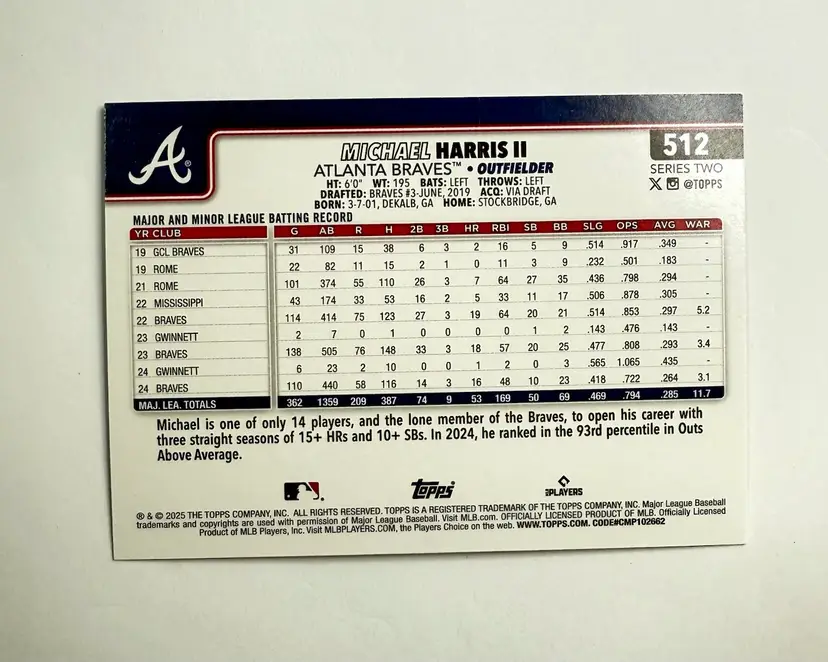 A
MICHAEL HARRIS II
512
ATLANTA BRAVES™ • OUTFIELDER
SERIES TWO
HT: 6'0" WT: 195 BATS: LEFT THROWS: LEFT
@TOPPS
DRAFTED: BRAVES #3-JUNE, 2019 ACQ: VIA DRAFT
BORN: 3-7-01, DEKALB, GA HOME: STOCKBRIDGE, GA
MAJOR AND MINOR LEAGUE BATTING RECORD
YR CLUB G AB R H 2B 3B HR RBI SB BB SLG OPS AVG WAR
19 GCL BRAVES 31 109 15 38 6 3 2 16 5 9 .514 .917 .349 -
19 ROME 22 82 11 15 2 1 0 11 3 9 .232 .501 .183 -
21 ROME 101 374 55 110 26 3 7 64 27 35 .436 .798 .294 -
22 MISSISSIPPI 43 174 33 53 16 2 5 33 11 17 .506 .878 .305 -
22 BRAVES 114 414 75 123 27 3 19 64 20 21 .514 .853 .297 5.2
23 GWINNETT 2 7 0 1 0 0 0 0 1 2 .143 .476 .143 -
23 BRAVES 138 505 76 148 33 3 18 57 20 25 .477 .808 .293 3.4
24 GWINNETT 6 23 2 10 0 0 1 2 0 3 .565 1.065 .435 -
24 BRAVES 110 440 58 116 14 3 16 48 10 23 .418 .722 .264 3.1
MAJ. LEA. TOTALS 362 1359 209 387 74 9 53 169 50 69 .469 .794 .285 11.7
Michael is one of only 14 players, and the lone member of the Braves, to open his career with
three straight seasons of 15+ HRs and 10+ SBs. In 2024, he ranked in the 93rd percentile in Outs
Above Average.
Topps
PLAYERS
® & © 2025 THE TOPPS COMPANY, INC. ALL RIGHTS RESERVED. TOPPS IS A REGISTERED TRADEMARK OF THE TOPPS COMPANY, INC. Major League Baseball
trademarks and copyrights are used with permission of Major League Baseball. Visit MLB.com. OFFICIALLY LICENSED PRODUCT OF MLB. Officially Licensed
Product of MLB Players, Inc. Visit MLBPLAYERS.COM, the Players Choice on the web. WWW.TOPPS.COM. CODE#CMP102662